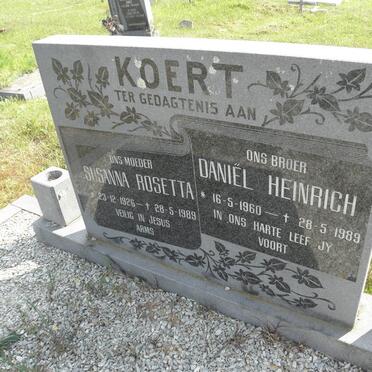 KOERT
TER GEDAGTENIS AAN
ONS MOEDER
SUSANNA ROSETTA
23-12-1926 - † 28-5-1989
VEILIG IN JESUS
ARMS
ONS BROER
DANIËL HEINRICH
* 16-5-1960 - † 28-5-1989
IN ONS HARTE LEEF JY
VOORT